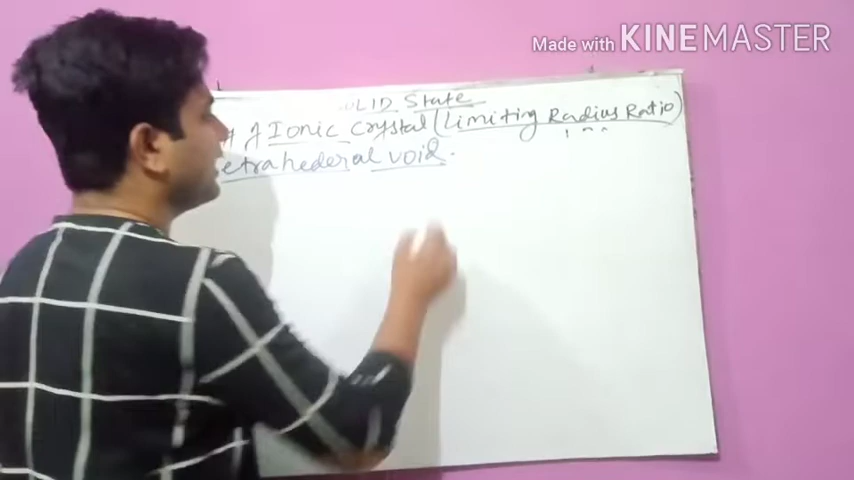 Made with KINEMASTER
SOLID State
of Ionic Crystal (Limiting Radius Ratio)
etrahederal void.